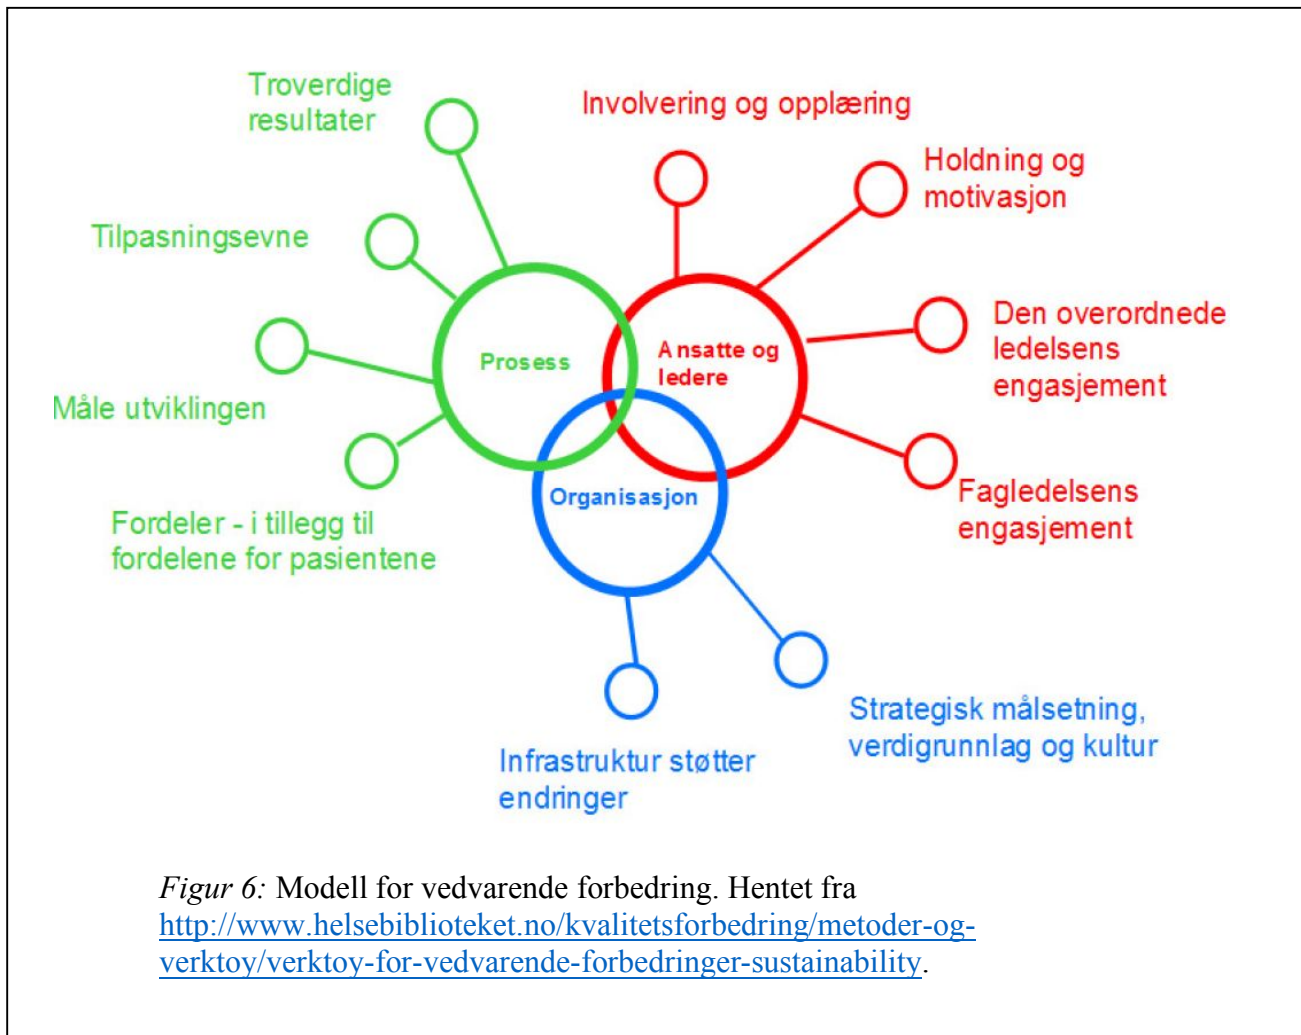 Troverdige
resultater
Tilpasningsevne
Måle utviklingen
Fordeler - i tillegg til
fordelene for pasientene
Prosess
Involvering og opplæring
Holdning og
motivasjon
Den overordnede
ledelsens
engasjement
Fagledelsens
engasjement
Ansatte og
ledere
Organisasjon
Infrastruktur støtter
endringer
Strategisk målsetning,
verdigrunnlag og kultur
Figur 6: Modell for vedvarende forbedring. Hentet fra
http://www.helsebiblioteket.no/kvalitetsforbedring/metoder-og-
verktoy/verktoy-for-vedvarende-forbedringer-sustainability.